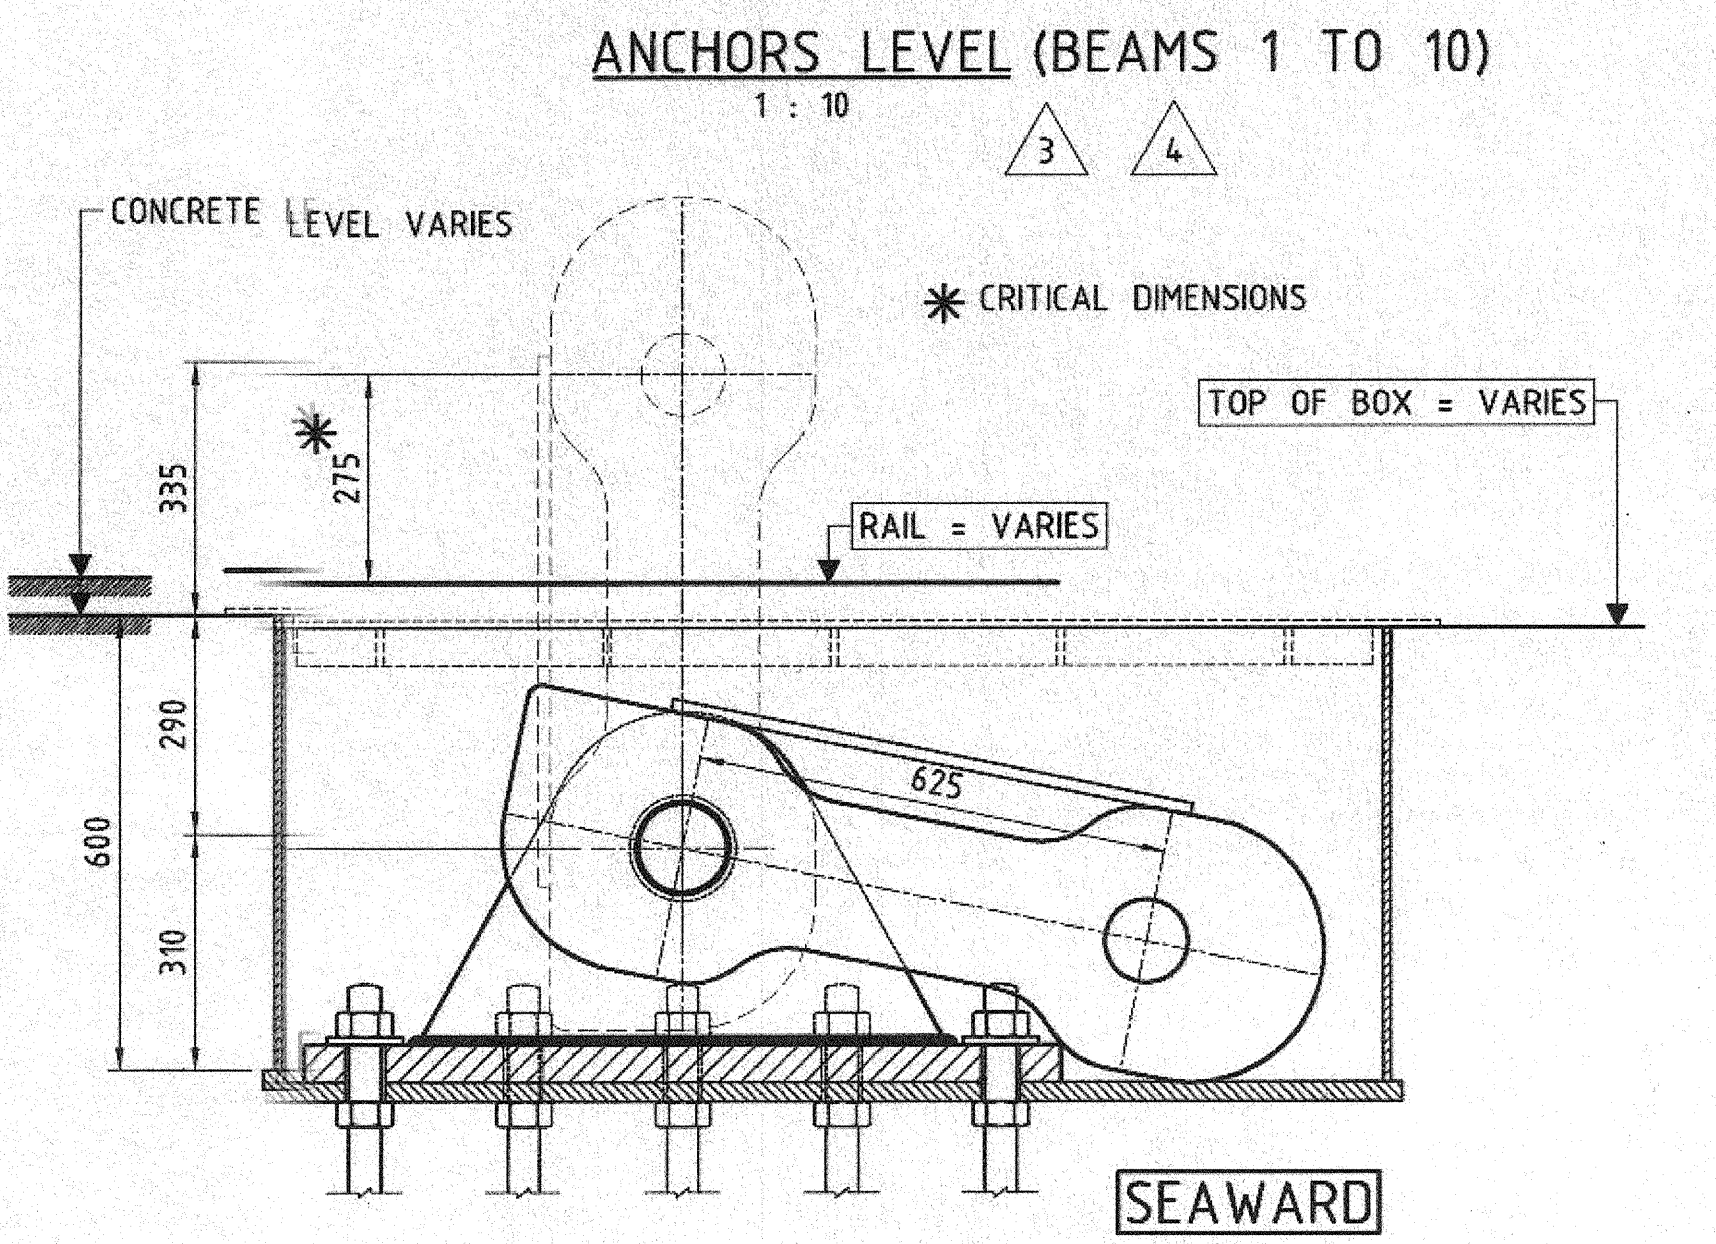 ANCHORS LEVEL (BEAMS 1 TO 10)
1 : 10
3 4
CONCRETE LEVEL VARIES
* CRITICAL DIMENSIONS
TOP OF BOX = VARIES
*
335
275
RAIL = VARIES
290
625
600
310
SEAWARD